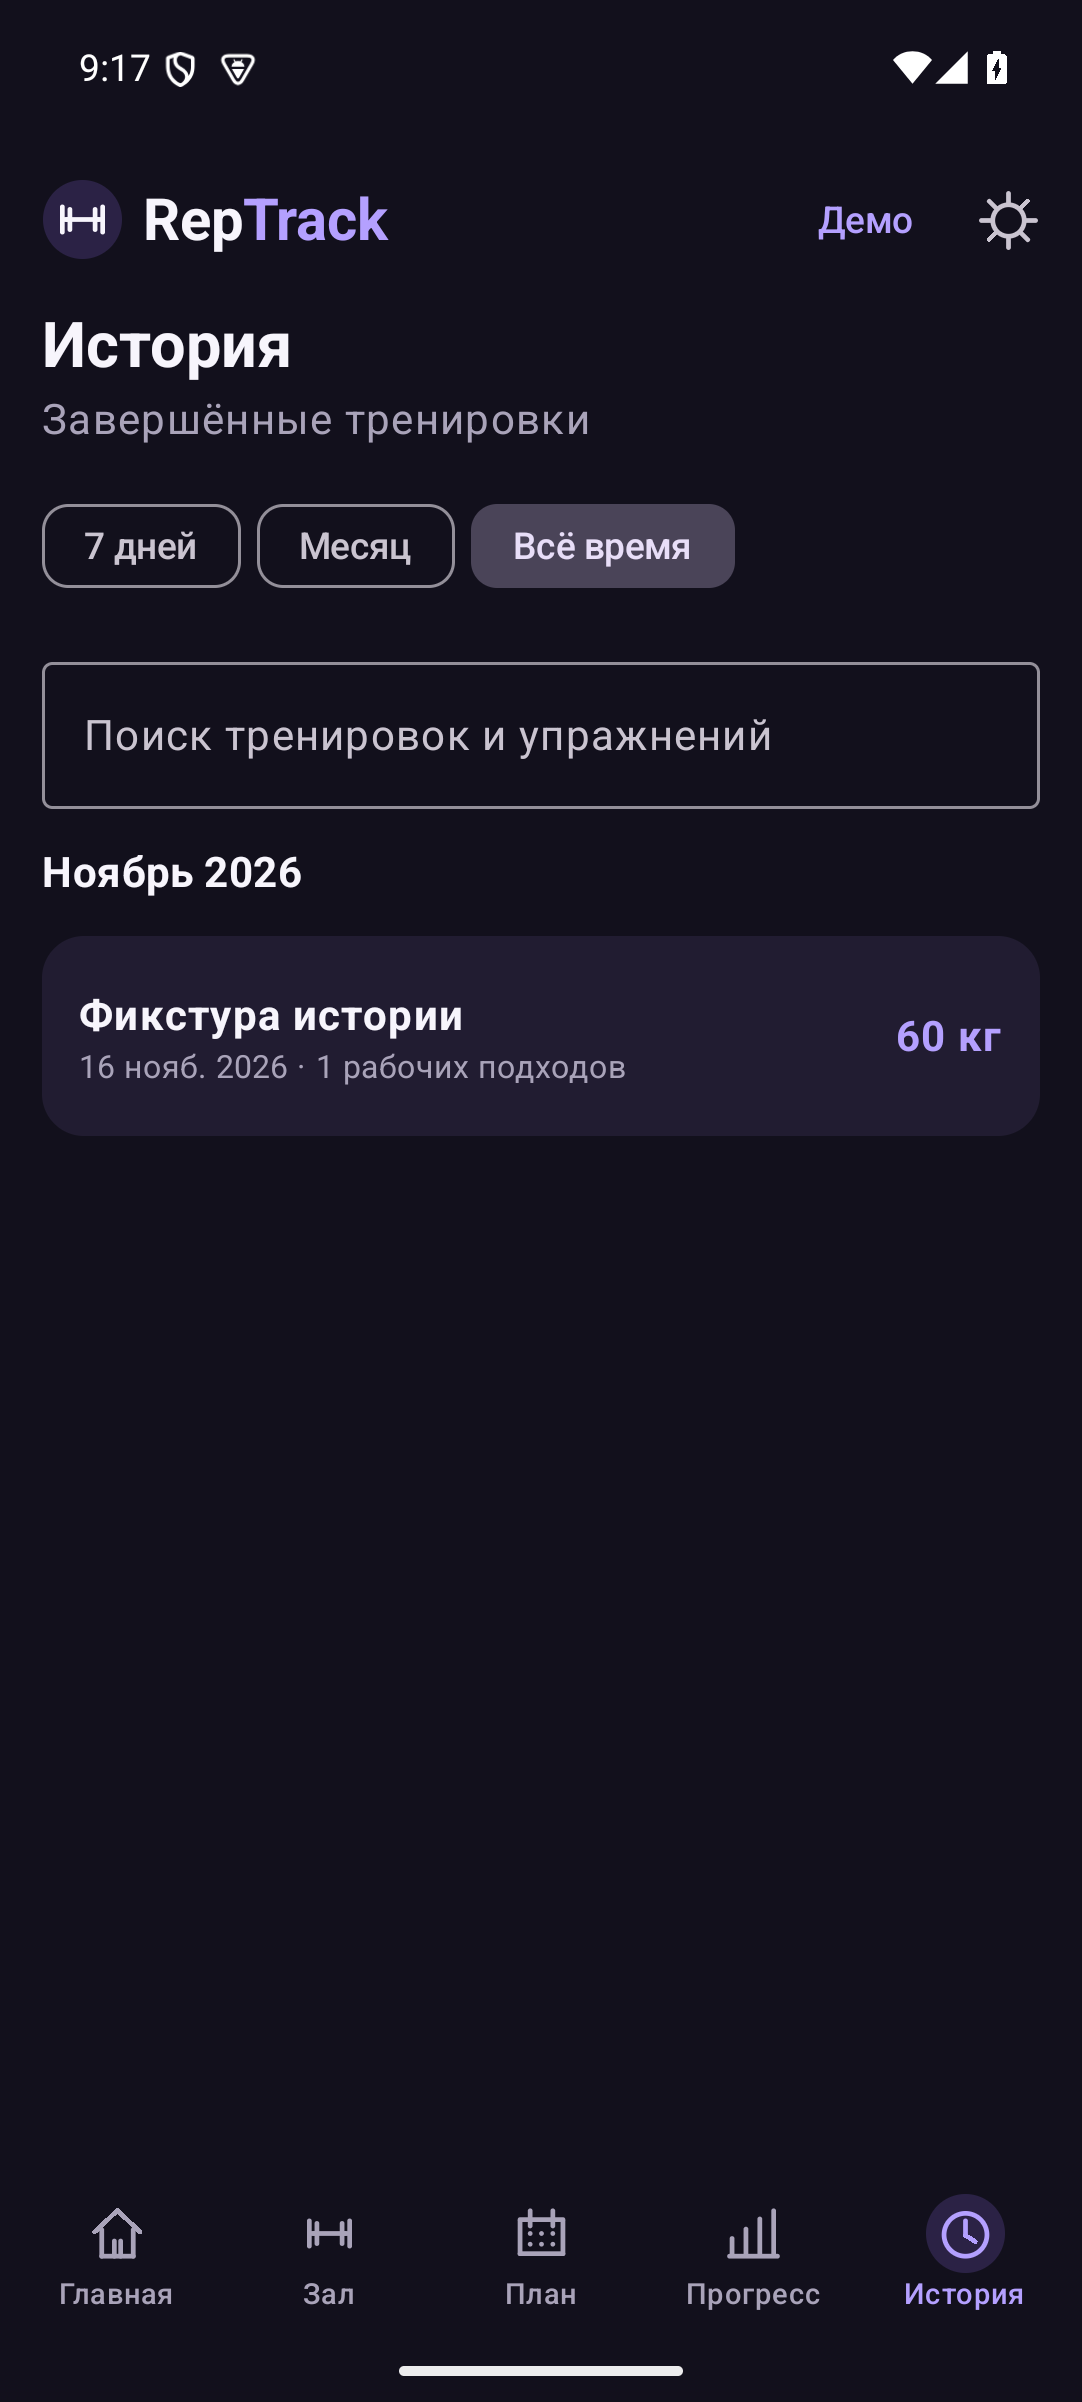 9:17
RepTrack
Демо
История
Завершённые тренировки
7 дней
Месяц
Всё время
Поиск тренировок и упражнений
Ноябрь 2026
Фикстура истории
16 нояб. 2026 · 1 рабочих подходов
60 кг
Главная
Зал
План
Прогресс
История